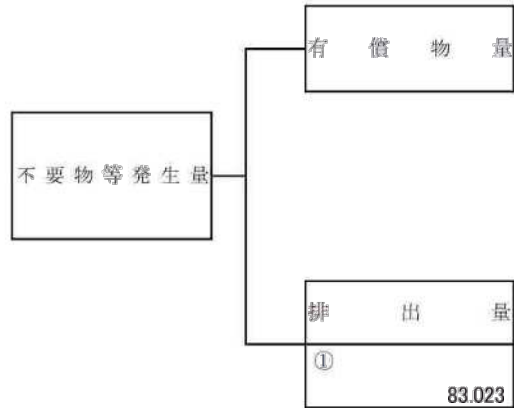 有償物量
不要物等発生量
排出量
①
83.023